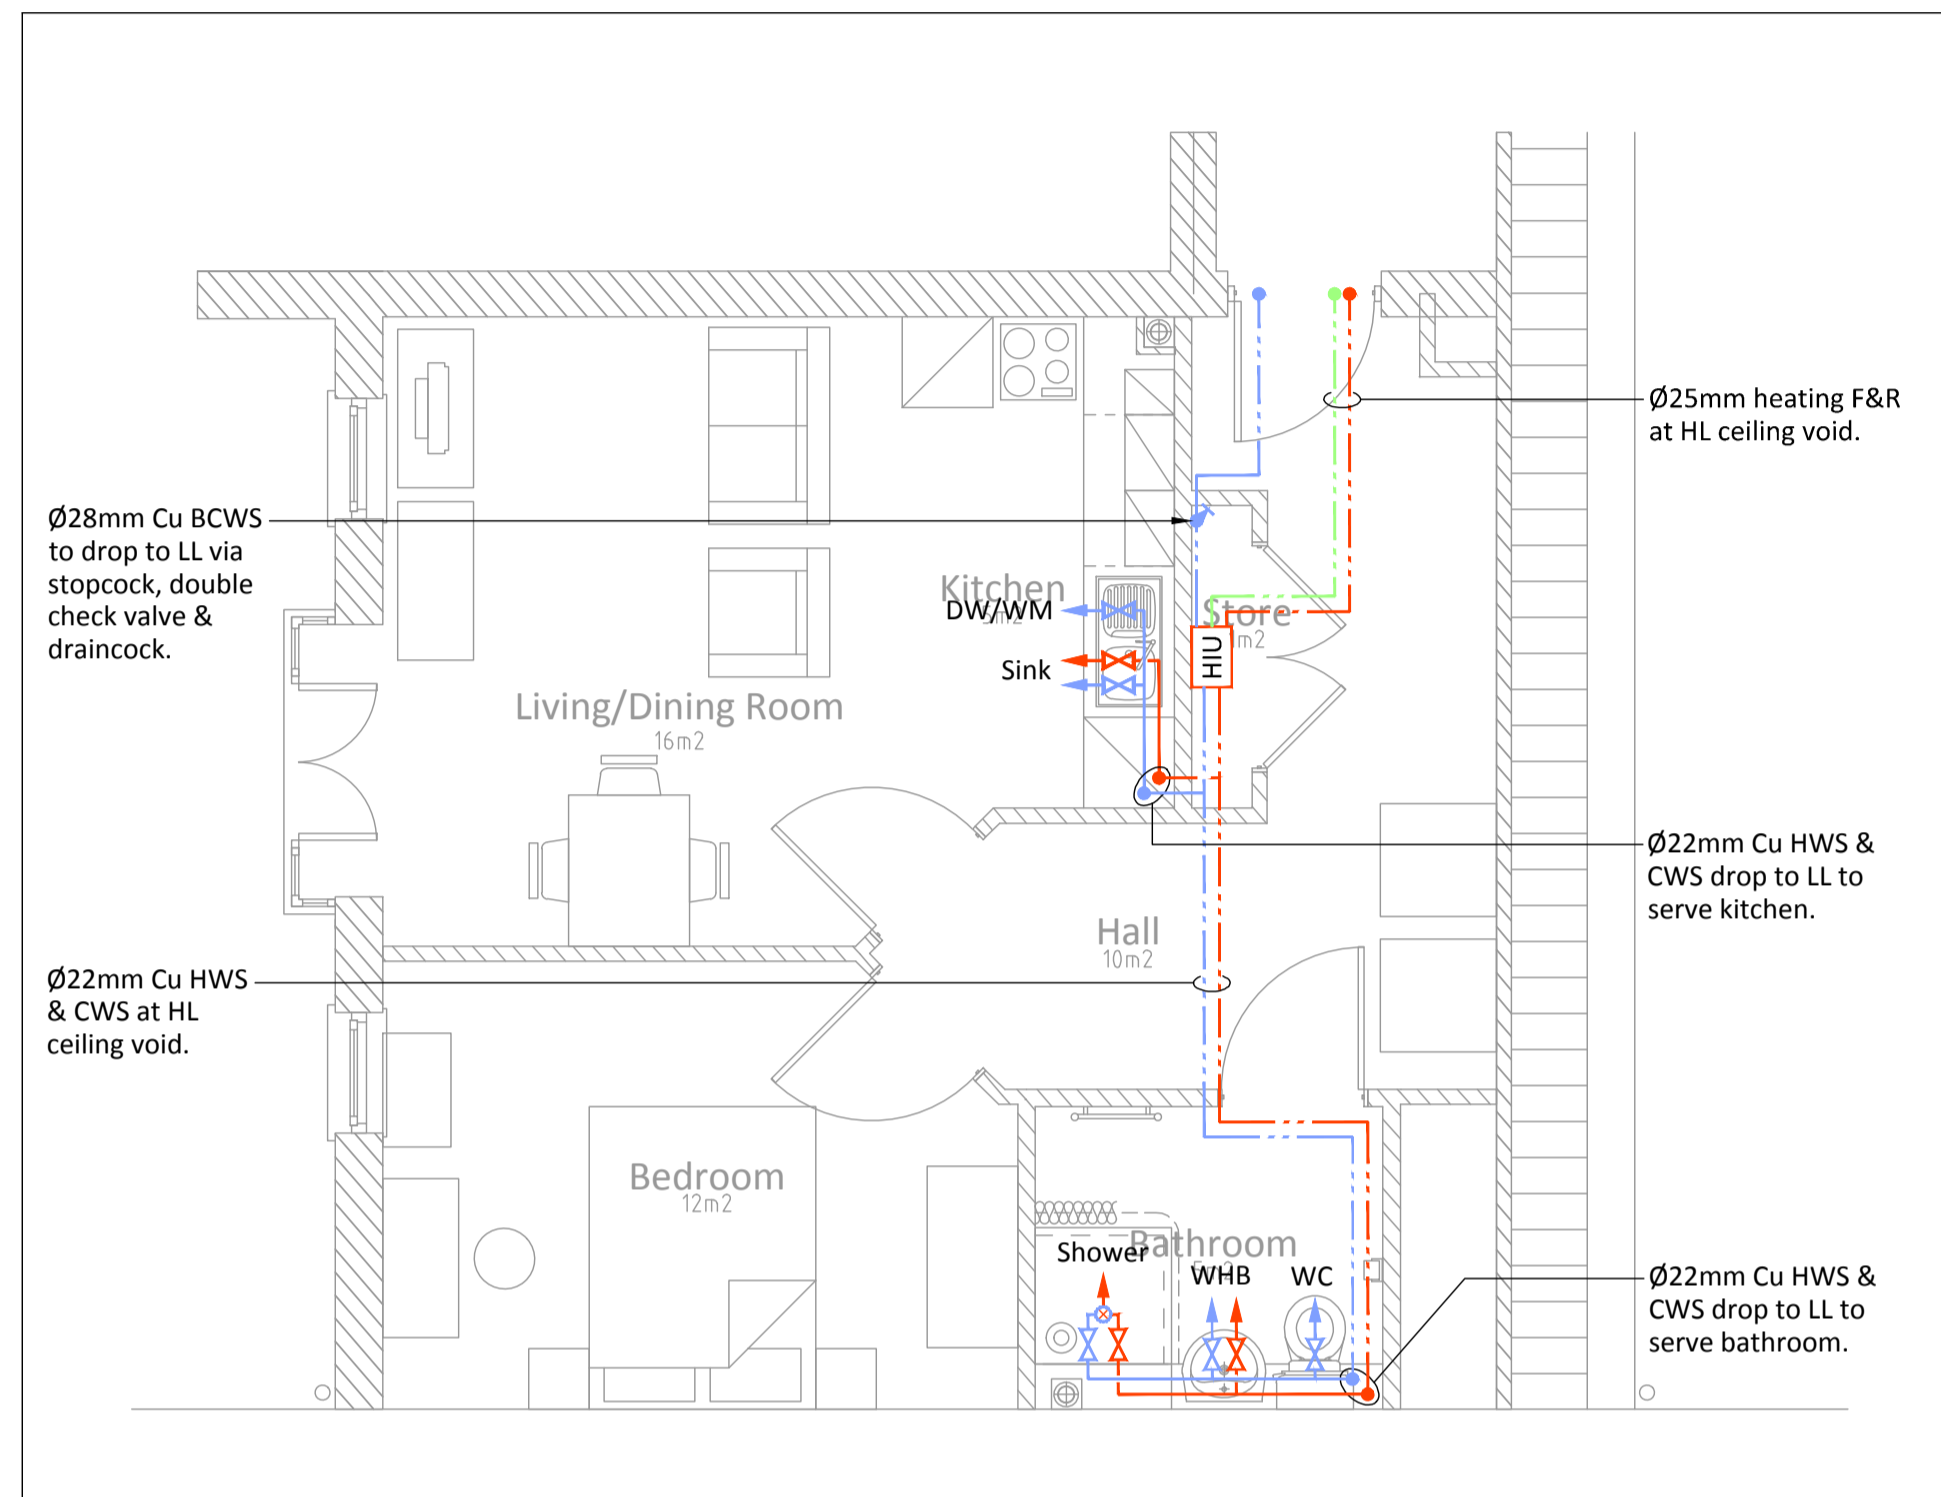 Ø25mm heating F&R
at HL ceiling void.
Ø28mm Cu BCWS
to drop to LL via
stopcock, double
check valve &
draincock.
Kitchen
5m2
DW/WM
Store
m2
HIU
Sink
Living/Dining Room
16m2
Ø22mm Cu HWS &
CWS drop to LL to
serve kitchen.
Hall
10m2
Ø22mm Cu HWS
& CWS at HL
ceiling void.
Bedroom
12m2
Bathroom
5m2
Shower
WHB
WC
Ø22mm Cu HWS &
CWS drop to LL to
serve bathroom.